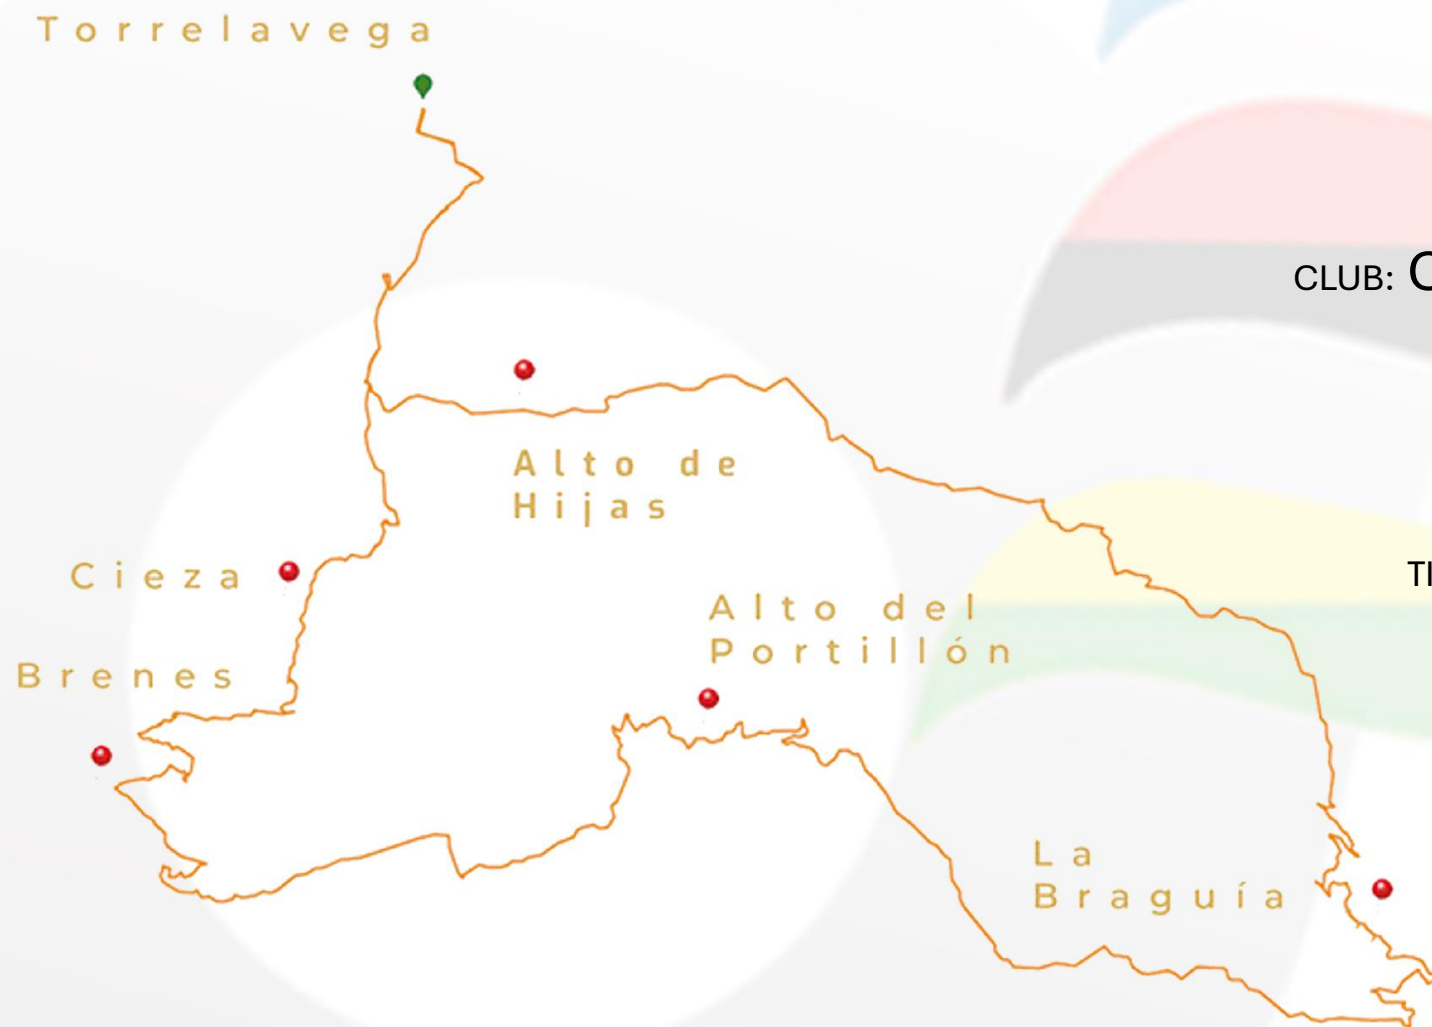 Torrelavega
CLUB:
Alto de
Hijas
Cieza
Alto del
Portillón
Brenes
La
Braguía